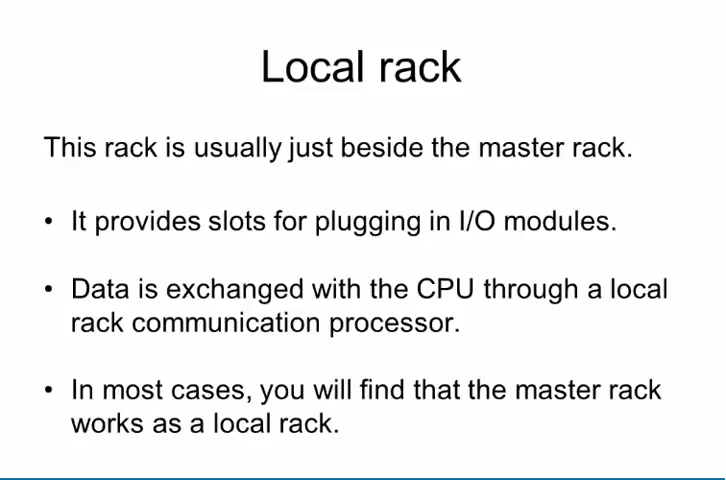 Local rack
This rack is usually just beside the master rack.
• It provides slots for plugging in I/O modules.
• Data is exchanged with the CPU through a local
rack communication processor.
• In most cases, you will find that the master rack
works as a local rack.